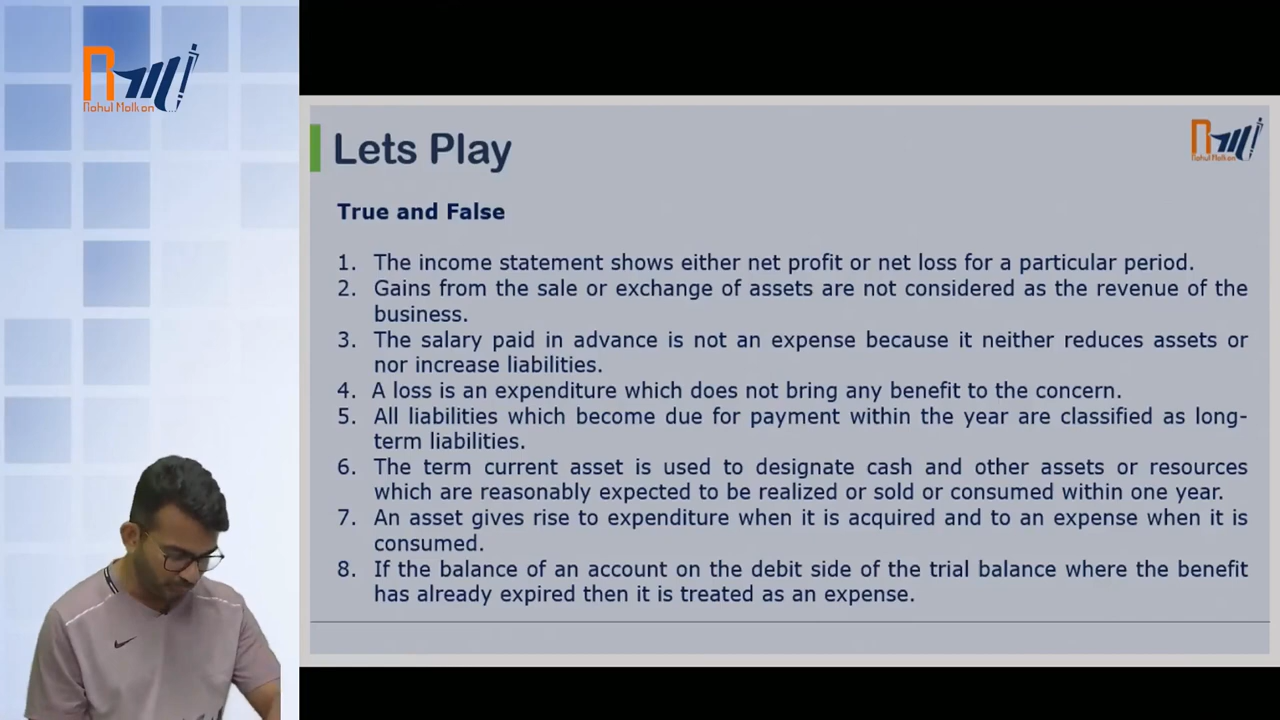 Rahul Malkan
Lets Play
Rahul Malkan
True and False
1. The income statement shows either net profit or net loss for a particular period.
2. Gains from the sale or exchange of assets are not considered as the revenue of the
business.
3. The salary paid in advance is not an expense because it neither reduces assets or
nor increase liabilities.
4. A loss is an expenditure which does not bring any benefit to the concern.
5. All liabilities which become due for payment within the year are classified as long-
term liabilities.
6. The term current asset is used to designate cash and other assets or resources
which are reasonably expected to be realized or sold or consumed within one year.
7. An asset gives rise to expenditure when it is acquired and to an expense when it is
consumed.
8. If the balance of an account on the debit side of the trial balance where the benefit
has already expired then it is treated as an expense.